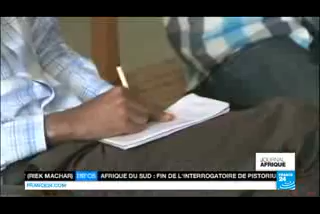 JOURNAL
AFRIQUE
(RIEK MACHAR) INFOS AFRIQUE DU SUD : FIN DE L'INTERROGATOIRE DE PISTORIU
FRANCE24.COM
FRANCE
24